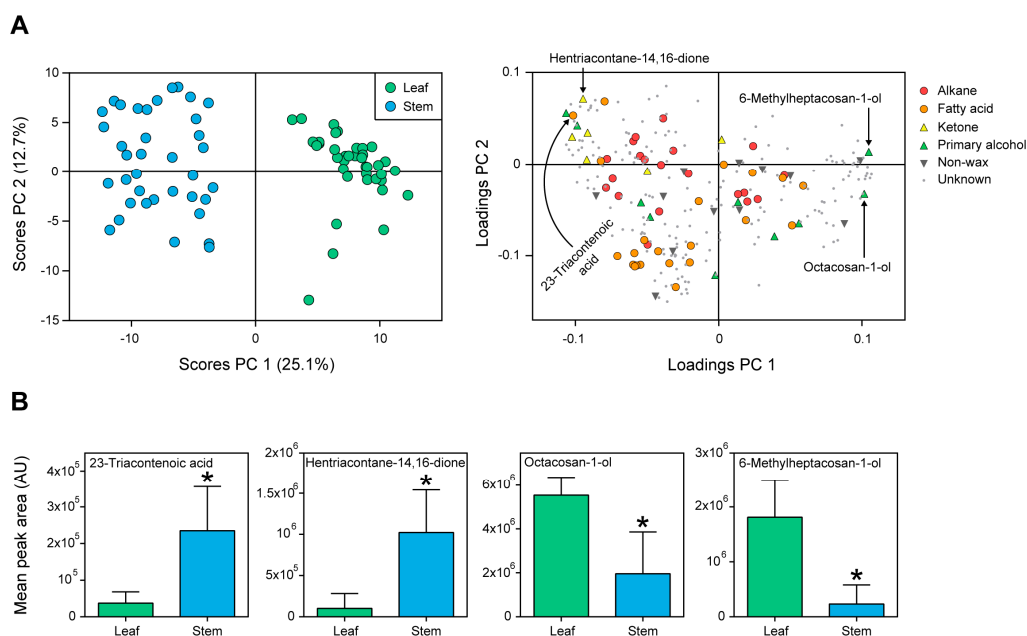 A
Scores PC 2 (12.7%)
10
5
0
-5
-10
-15
-10
0
10
Scores PC 1 (25.1%)
Leaf
Stem
Hentriacontane-14,16-dione
6-Methylheptacosan-1-ol
23-Triacontenoic
acid
Octacosan-1-ol
Loadings PC 2
0.1
0
-0.1
-0.1
0
0.1
Loadings PC 1
Alkane
Fatty acid
Ketone
Primary alcohol
Non-wax
Unknown
B
Mean peak area (AU)
23-Triacontenoic acid
4x10⁵
3x10⁵
2x10⁵
10⁵
0
*
Leaf
Stem
Hentriacontane-14,16-dione
2x10⁶
1.5x10⁶
10⁶
5x10⁵
0
*
Leaf
Stem
Octacosan-1-ol
6x10⁶
4x10⁶
2x10⁶
0
*
Leaf
Stem
6-Methylheptacosan-1-ol
3x10⁶
2x10⁶
10⁶
0
*
Leaf
Stem